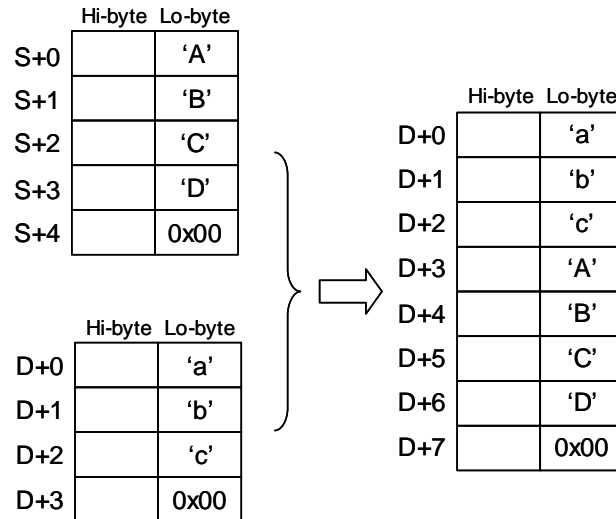 Hi-byte Lo-byte
S+0 ‘A’
S+1 ‘B’
S+2 ‘C’
S+3 ‘D’
S+4 0x00
Hi-byte Lo-byte
D+0 ‘a’
D+1 ‘b’
D+2 ‘c’
D+3 0x00
Hi-byte Lo-byte
D+0 ‘a’
D+1 ‘b’
D+2 ‘c’
D+3 ‘A’
D+4 ‘B’
D+5 ‘C’
D+6 ‘D’
D+7 0x00